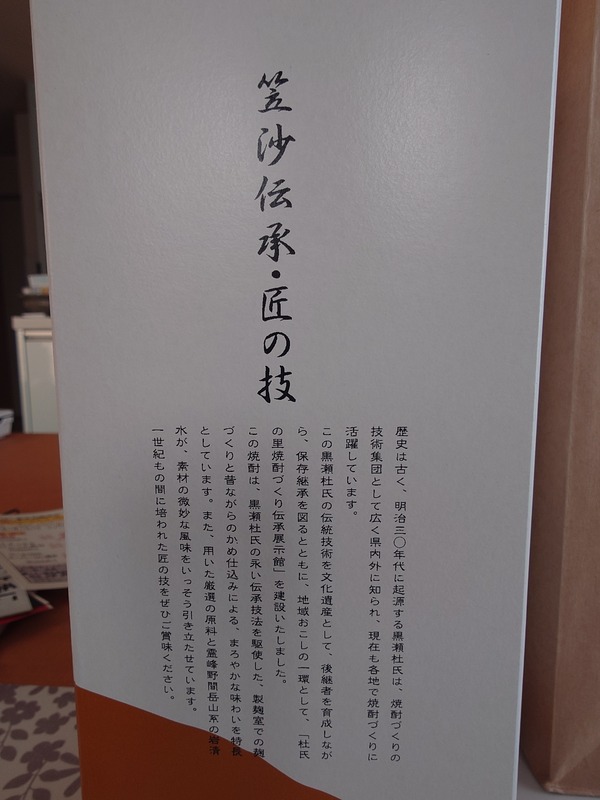 笠沙伝承・匠の技
歴史は古く、明治三〇年代に起源する黒瀬杜氏は、焼酎づくりの
技術集団として広く県内外に知られ、現在も各地で焼酎づくりに
活躍しています。
この黒瀬杜氏の伝統技術を文化遺産として、後継者を育成しなが
ら、保存継承を図るとともに、地域おこしの一環として、「杜氏
の里焼酎づくり伝承展示館」を建設いたしました。
この焼酎は、黒瀬杜氏の永い伝承技法を駆使した、製麹室での麹
づくりと昔ながらのかめ仕込みによる、まろやかな味わいを特長
としています。また、用いた厳選の原料と霊峰野間岳山系の岩清
水が、素材の微妙な風味をいっそう引き立たせています。
一世紀もの間に培われた匠の技をぜひご賞味ください。